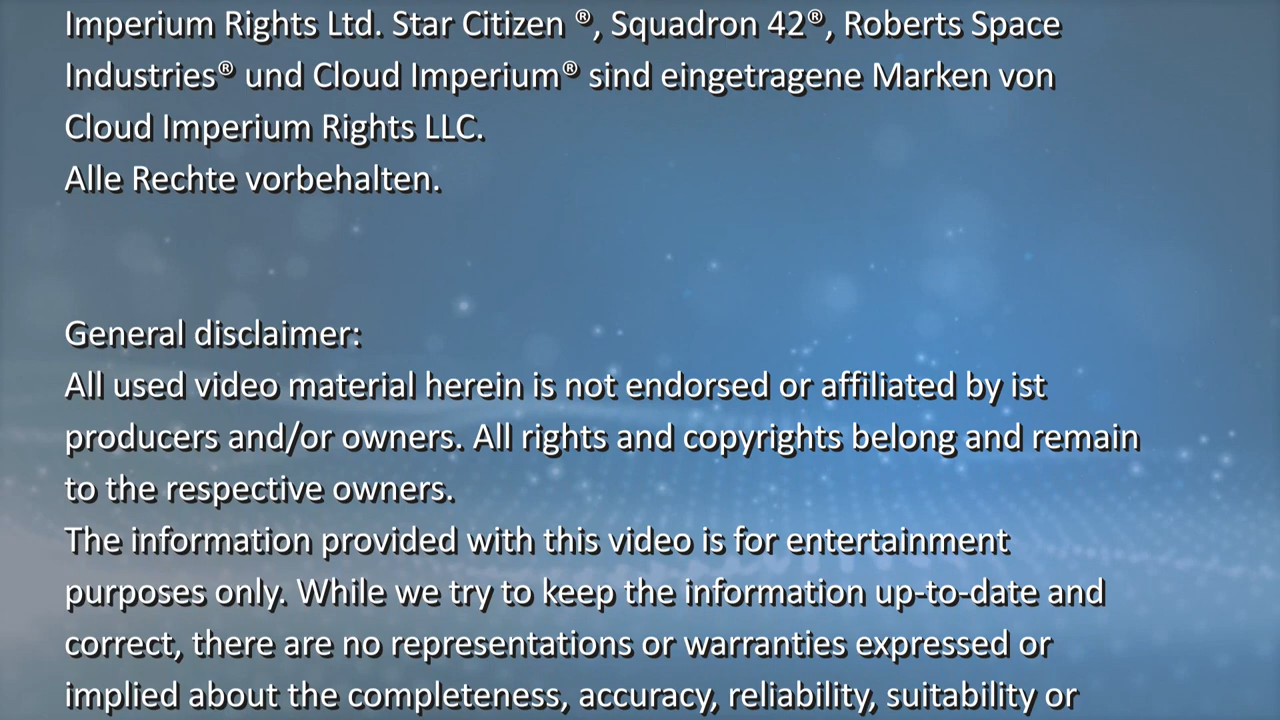 Imperium Rights Ltd. Star Citizen ®, Squadron 42®, Roberts Space
Industries® und Cloud Imperium® sind eingetragene Marken von
Cloud Imperium Rights LLC.
Alle Rechte vorbehalten.
General disclaimer:
All used video material herein is not endorsed or affiliated by ist
producers and/or owners. All rights and copyrights belong and remain
to the respective owners.
The information provided with this video is for entertainment
purposes only. While we try to keep the information up-to-date and
correct, there are no representations or warranties expressed or
implied about the completeness, accuracy, reliability, suitability or